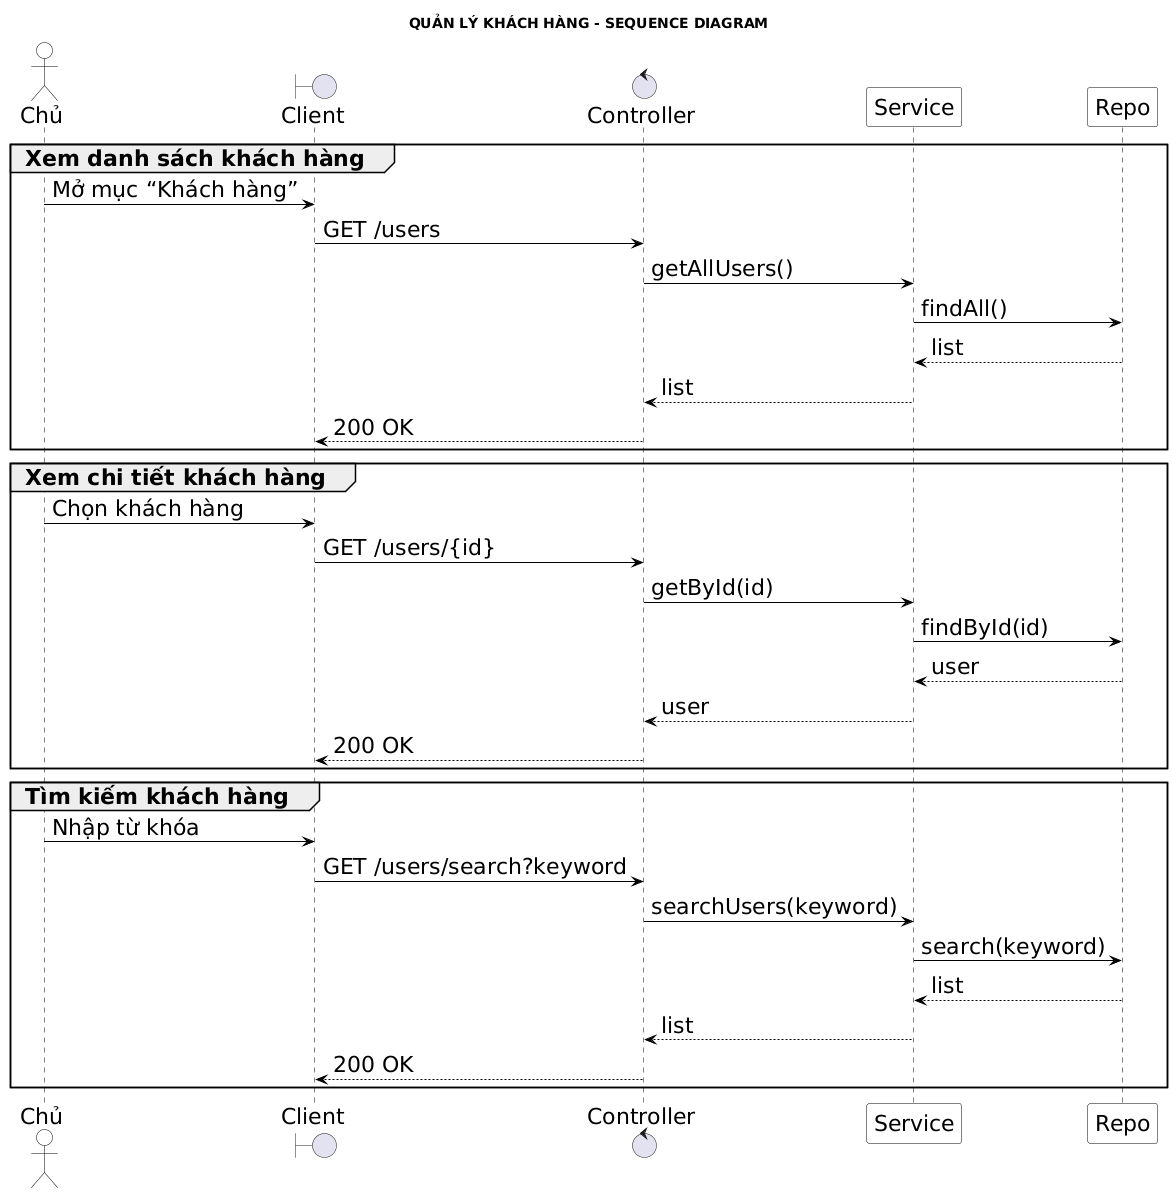 QUẢN LÝ KHÁCH HÀNG - SEQUENCE DIAGRAM
Chủ
Client
Controller
Service
Repo
Xem danh sách khách hàng
Mở mục “Khách hàng”
GET /users
getAllUsers()
findAll()
list
list
200 OK
Xem chi tiết khách hàng
Chọn khách hàng
GET /users/{id}
getById(id)
findById(id)
user
user
200 OK
Tìm kiếm khách hàng
Nhập từ khóa
GET /users/search?keyword
searchUsers(keyword)
search(keyword)
list
list
200 OK
Chủ
Client
Controller
Service
Repo